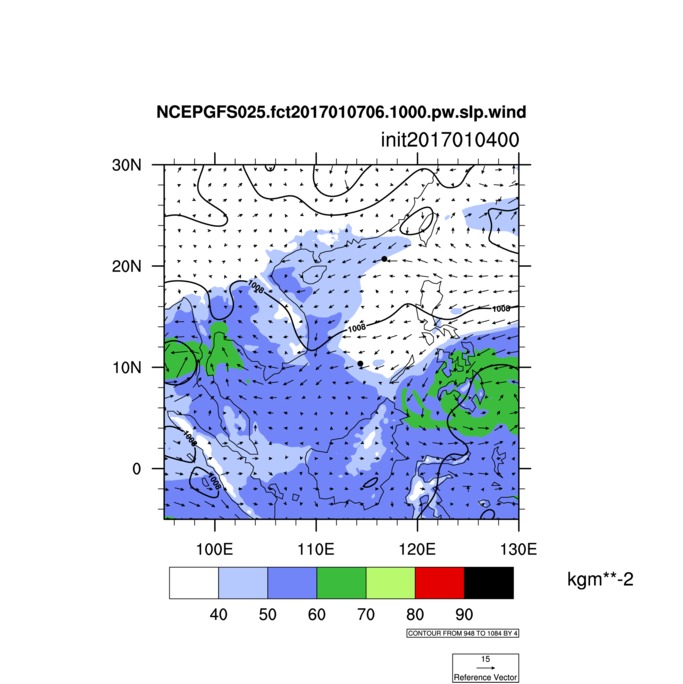 NCEPGFS025.fct2017010706.1000.pw.slp.wind
init2017010400
30N
20N
10N
0
1008
1008
1008
1008
1008
100E 110E 120E 130E
kgm**-2
40 50 60 70 80 90
CONTOUR FROM 948 TO 1084 BY 4
15
Reference Vector